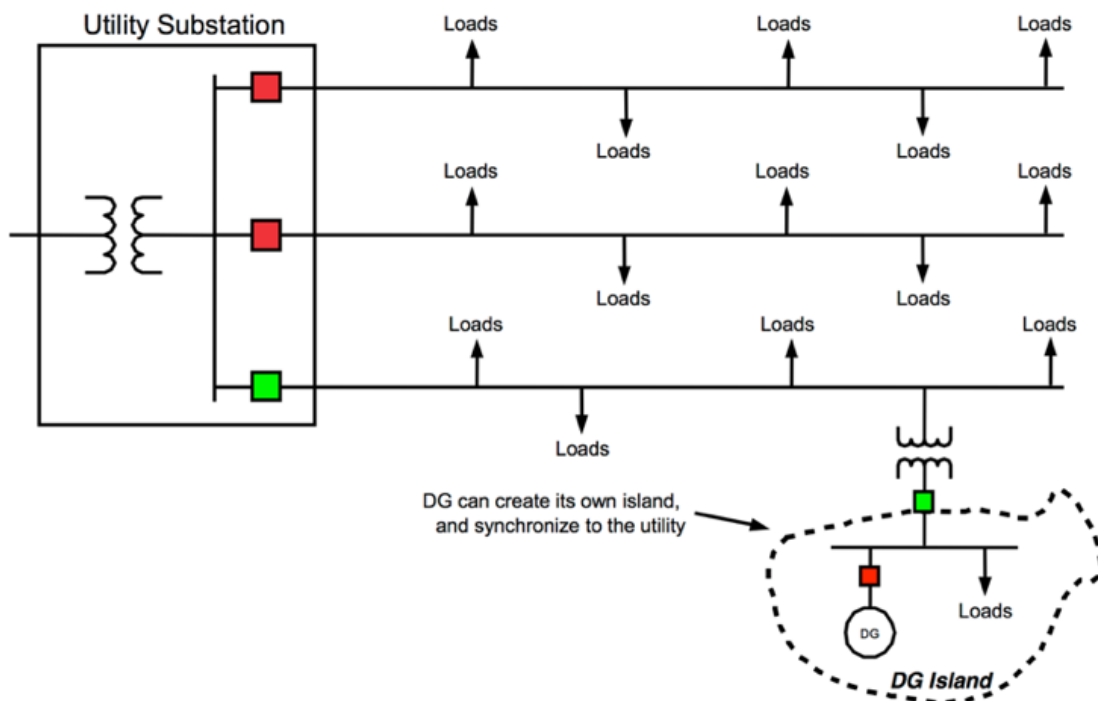 Utility Substation
Loads
Loads
Loads
Loads
Loads
Loads
Loads
Loads
Loads
Loads
Loads
Loads
Loads
Loads
DG can create its own island,
and synchronize to the utility
Loads
DG
DG Island